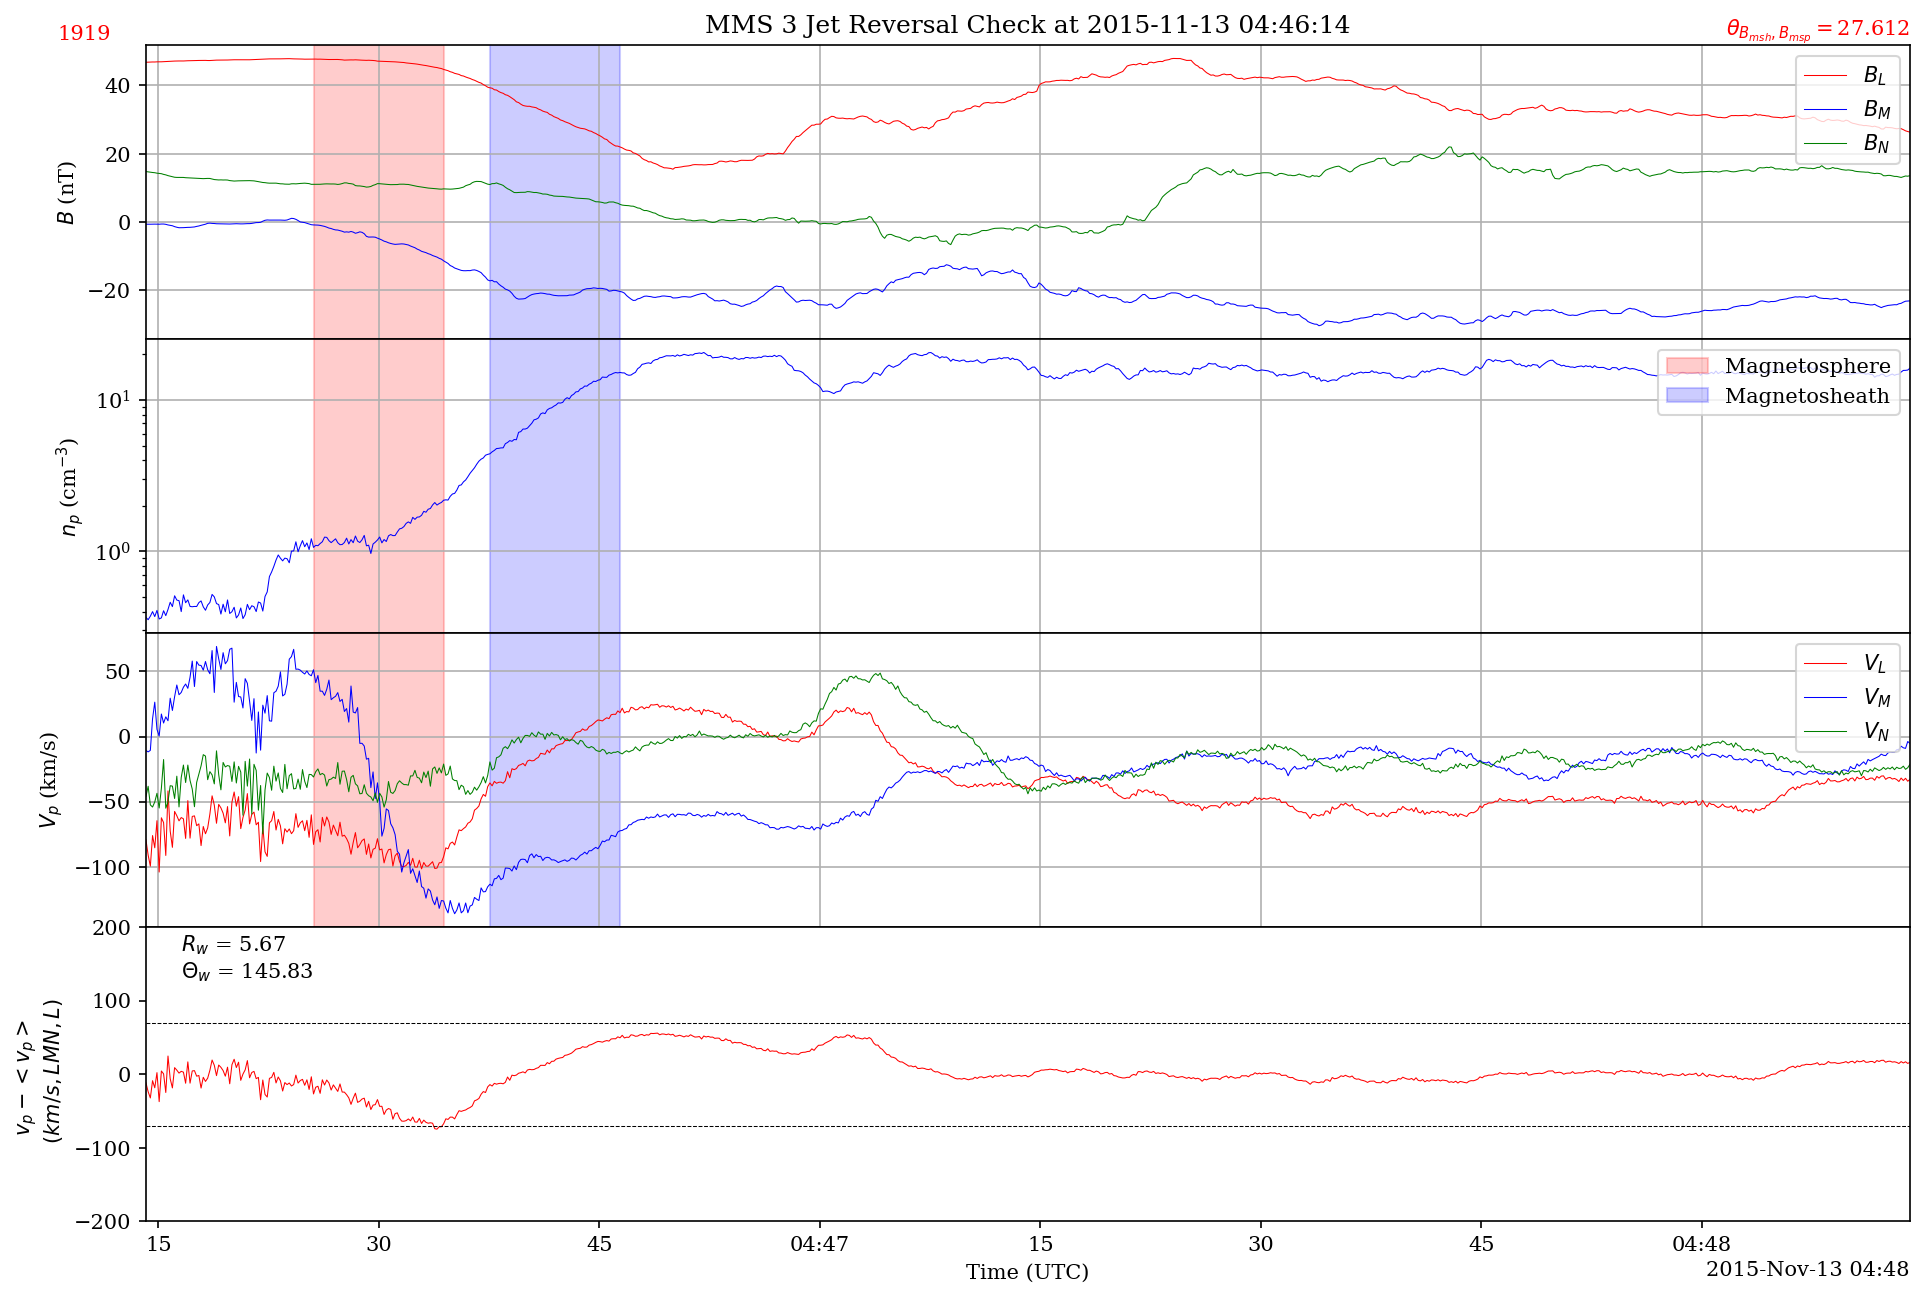 MMS 3 Jet Reversal Check at 2015-11-13 04:46:14
1919
θ_{B_{msh}, B_{msp}} = 27.612
B (nT)
40
20
0
−20
B_L
B_M
B_N
n_p (cm^{−3})
10^1
10^0
Magnetosphere
Magnetosheath
V_p (km/s)
50
0
−50
−100
V_L
V_M
V_N
v_p − < v_p >
(km/s, LMN, L)
200
100
0
−100
−200
R_w = 5.67
Θ_w = 145.83
15 30 45 04:47 15 30 45 04:48
Time (UTC)
2015-Nov-13 04:48